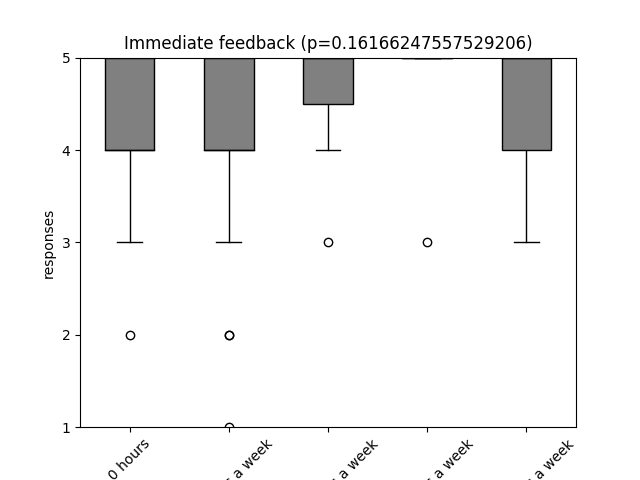 Immediate feedback (p=0.16166247557529206)
5
4
3
2
1
responses
0 hours
s a week
a week
s a week
a week